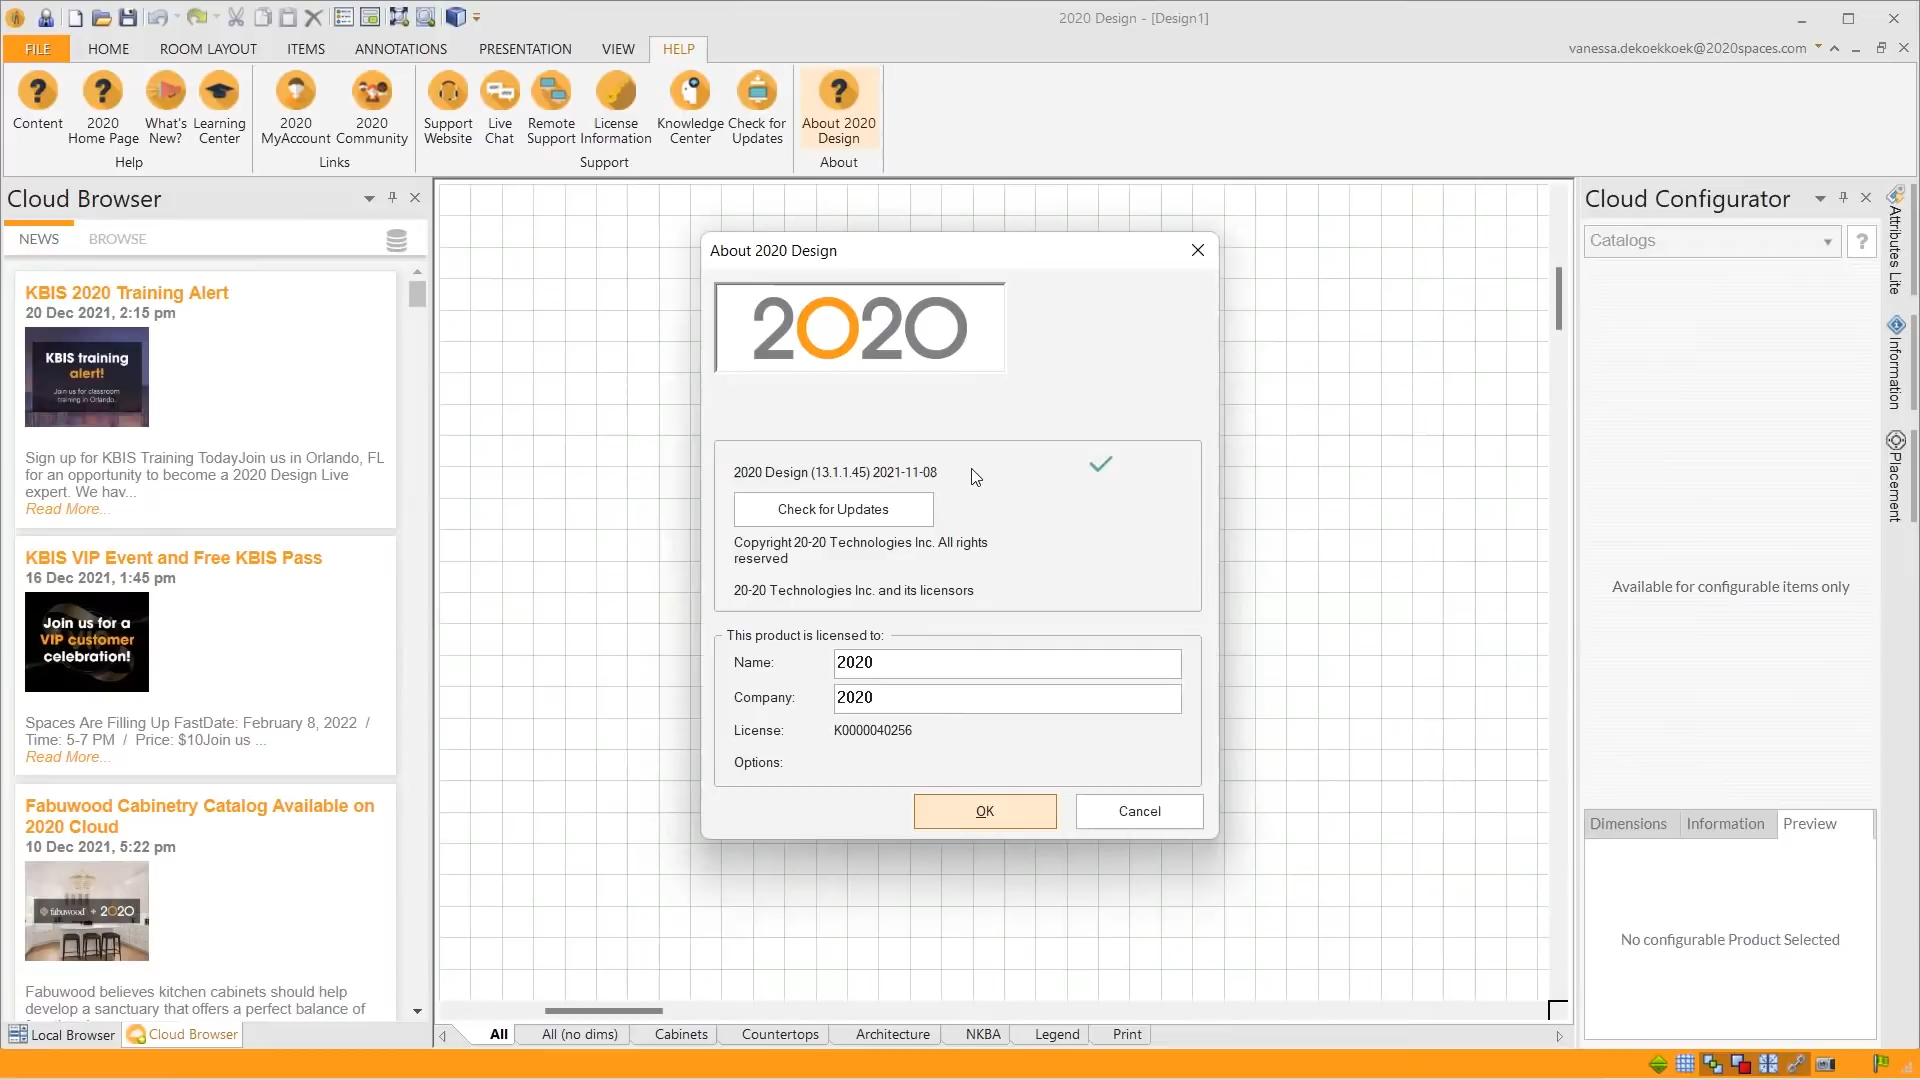 2020 Design - [Design1]
FILE HOME ROOM LAYOUT ITEMS ANNOTATIONS PRESENTATION VIEW HELP
vanessa.dekoekkoek@2020spaces.com
Content
2020 Home Page
What's New?
Learning Center
Help
2020 MyAccount
2020 Community
Links
Support Website
Live Chat
Remote Support
License Information
Knowledge Center
Check for Updates
Support
About 2020 Design
About
Cloud Browser
NEWS BROWSE
KBIS 2020 Training Alert
20 Dec 2021, 2:15 pm
KBIS training
alert!
Join us for classroom
training in Orlando.
Sign up for KBIS Training TodayJoin us in Orlando, FL
for an opportunity to become a 2020 Design Live
expert. We hav...
Read More...
KBIS VIP Event and Free KBIS Pass
16 Dec 2021, 1:45 pm
Join us for a
VIP customer
celebration!
Spaces Are Filling Up FastDate: February 8, 2022 /
Time: 5-7 PM / Price: $10Join us ...
Read More...
Fabuwood Cabinetry Catalog Available on
2020 Cloud
10 Dec 2021, 5:22 pm
fabuwood + 2020
Fabuwood believes kitchen cabinets should help
develop a sanctuary that offers a perfect balance of
Local Browser Cloud Browser
About 2020 Design
2020
2020 Design (13.1.1.45) 2021-11-08
Check for Updates
Copyright 20-20 Technologies Inc. All rights
reserved
20-20 Technologies Inc. and its licensors
This product is licensed to:
Name: 2020
Company: 2020
License: K0000040256
Options:
OK Cancel
All All (no dims) Cabinets Countertops Architecture NKBA Legend Print
Cloud Configurator
Catalogs
?
Available for configurable items only
Dimensions Information Preview
No configurable Product Selected
Attributes Lite
Information
Placement